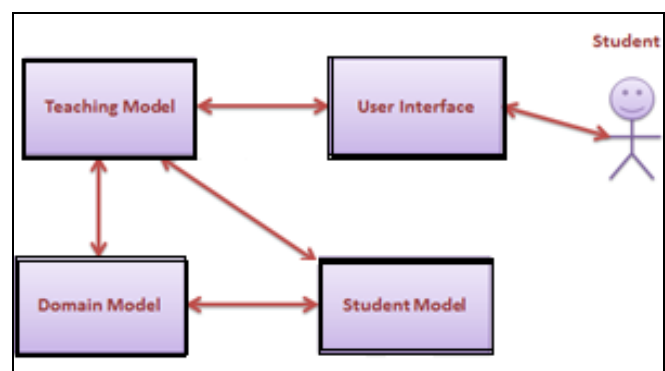 Student
Teaching Model
User Interface
Domain Model
Student Model